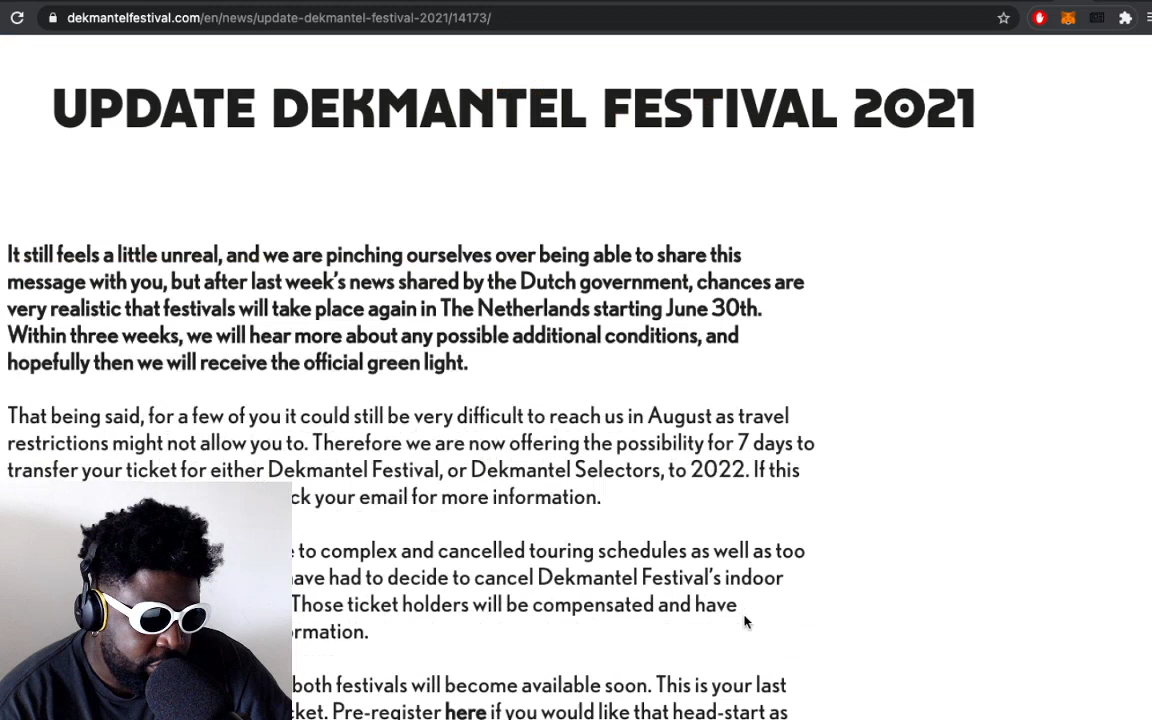 dekmantelfestival.com/en/news/update-dekmantel-festival-2021/14173/
UPDATE DEKMANTEL FESTIVAL 2021
It still feels a little unreal, and we are pinching ourselves over being able to share this
message with you, but after last week's news shared by the Dutch government, chances are
very realistic that festivals will take place again in The Netherlands starting June 30th.
Within three weeks, we will hear more about any possible additional conditions, and
hopefully then we will receive the official green light.
That being said, for a few of you it could still be very difficult to reach us in August as travel
restrictions might not allow you to. Therefore we are now offering the possibility for 7 days to
transfer your ticket for either Dekmantel Festival, or Dekmantel Selectors, to 2022. If this
ck your email for more information.
to complex and cancelled touring schedules as well as too
have had to decide to cancel Dekmantel Festival's indoor
Those ticket holders will be compensated and have
rmation.
both festivals will become available soon. This is your last
cket. Pre-register here if you would like that head-start as